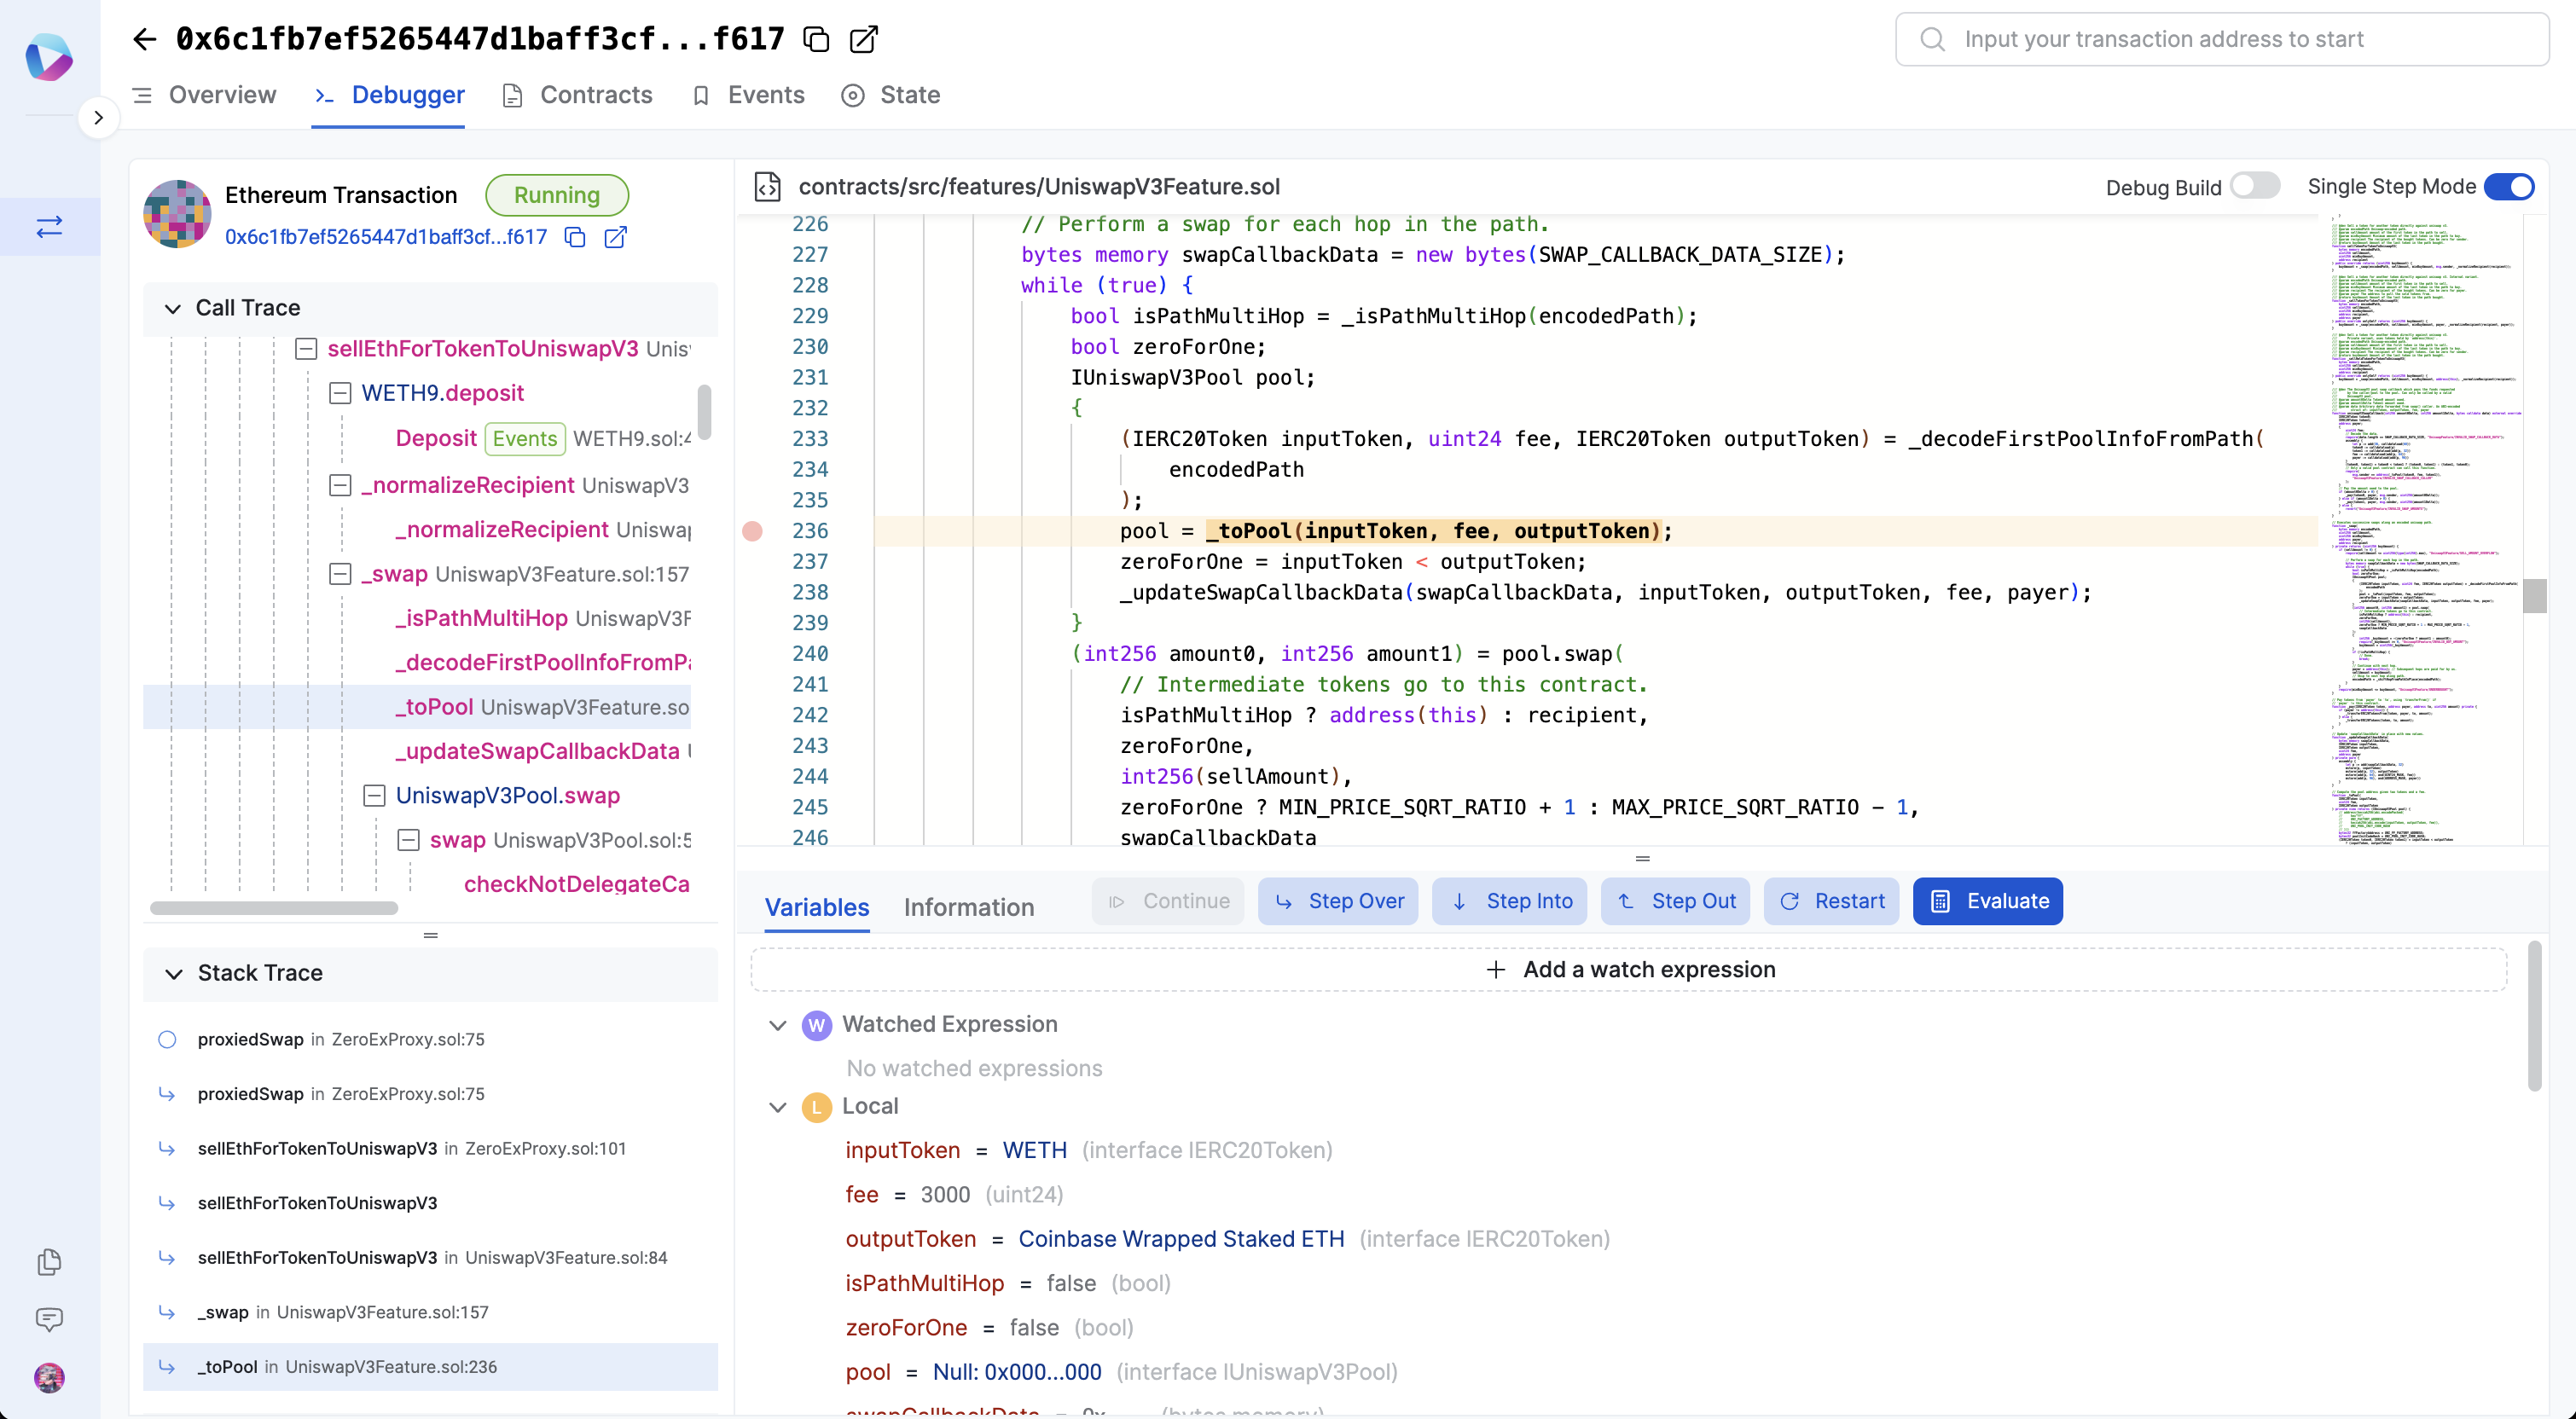 0x6c1fb7ef5265447d1baff3cf...f617
Input your transaction address to start
Overview
Debugger
Contracts
Events
State
Ethereum Transaction
Running
0x6c1fb7ef5265447d1baff3cf...f617
Call Trace
sellEthForTokenToUniswapV3 Unis
WETH9.deposit
Deposit Events WETH9.sol:4
_normalizeRecipient UniswapV3
_normalizeRecipient Uniswap
_swap UniswapV3Feature.sol:157
_isPathMultiHop UniswapV3F
_decodeFirstPoolInfoFromPa
_toPool UniswapV3Feature.so
_updateSwapCallbackData
UniswapV3Pool.swap
swap UniswapV3Pool.sol:5
checkNotDelegateCa
Stack Trace
proxiedSwap in ZeroExProxy.sol:75
proxiedSwap in ZeroExProxy.sol:75
sellEthForTokenToUniswapV3 in ZeroExProxy.sol:101
sellEthForTokenToUniswapV3
sellEthForTokenToUniswapV3 in UniswapV3Feature.sol:84
_swap in UniswapV3Feature.sol:157
_toPool in UniswapV3Feature.sol:236
contracts/src/features/UniswapV3Feature.sol
Debug Build
Single Step Mode
226 // Perform a swap for each hop in the path.
227 bytes memory swapCallbackData = new bytes(SWAP_CALLBACK_DATA_SIZE);
228 while (true) {
229 bool isPathMultiHop = _isPathMultiHop(encodedPath);
230 bool zeroForOne;
231 IUniswapV3Pool pool;
232 {
233 (IERC20Token inputToken, uint24 fee, IERC20Token outputToken) = _decodeFirstPoolInfoFromPath(
234 encodedPath
235 );
236 pool = _toPool(inputToken, fee, outputToken);
237 zeroForOne = inputToken < outputToken;
238 _updateSwapCallbackData(swapCallbackData, inputToken, outputToken, fee, payer);
239 }
240 (int256 amount0, int256 amount1) = pool.swap(
241 // Intermediate tokens go to this contract.
242 isPathMultiHop ? address(this) : recipient,
243 zeroForOne,
244 int256(sellAmount),
245 zeroForOne ? MIN_PRICE_SQRT_RATIO + 1 : MAX_PRICE_SQRT_RATIO - 1,
246 swapCallbackData
Variables
Information
Continue
Step Over
Step Into
Step Out
Restart
Evaluate
+ Add a watch expression
W Watched Expression
No watched expressions
L Local
inputToken = WETH (interface IERC20Token)
fee = 3000 (uint24)
outputToken = Coinbase Wrapped Staked ETH (interface IERC20Token)
isPathMultiHop = false (bool)
zeroForOne = false (bool)
pool = Null: 0x000...000 (interface IUniswapV3Pool)
swapCallbackData = 0x... (bytes memory)